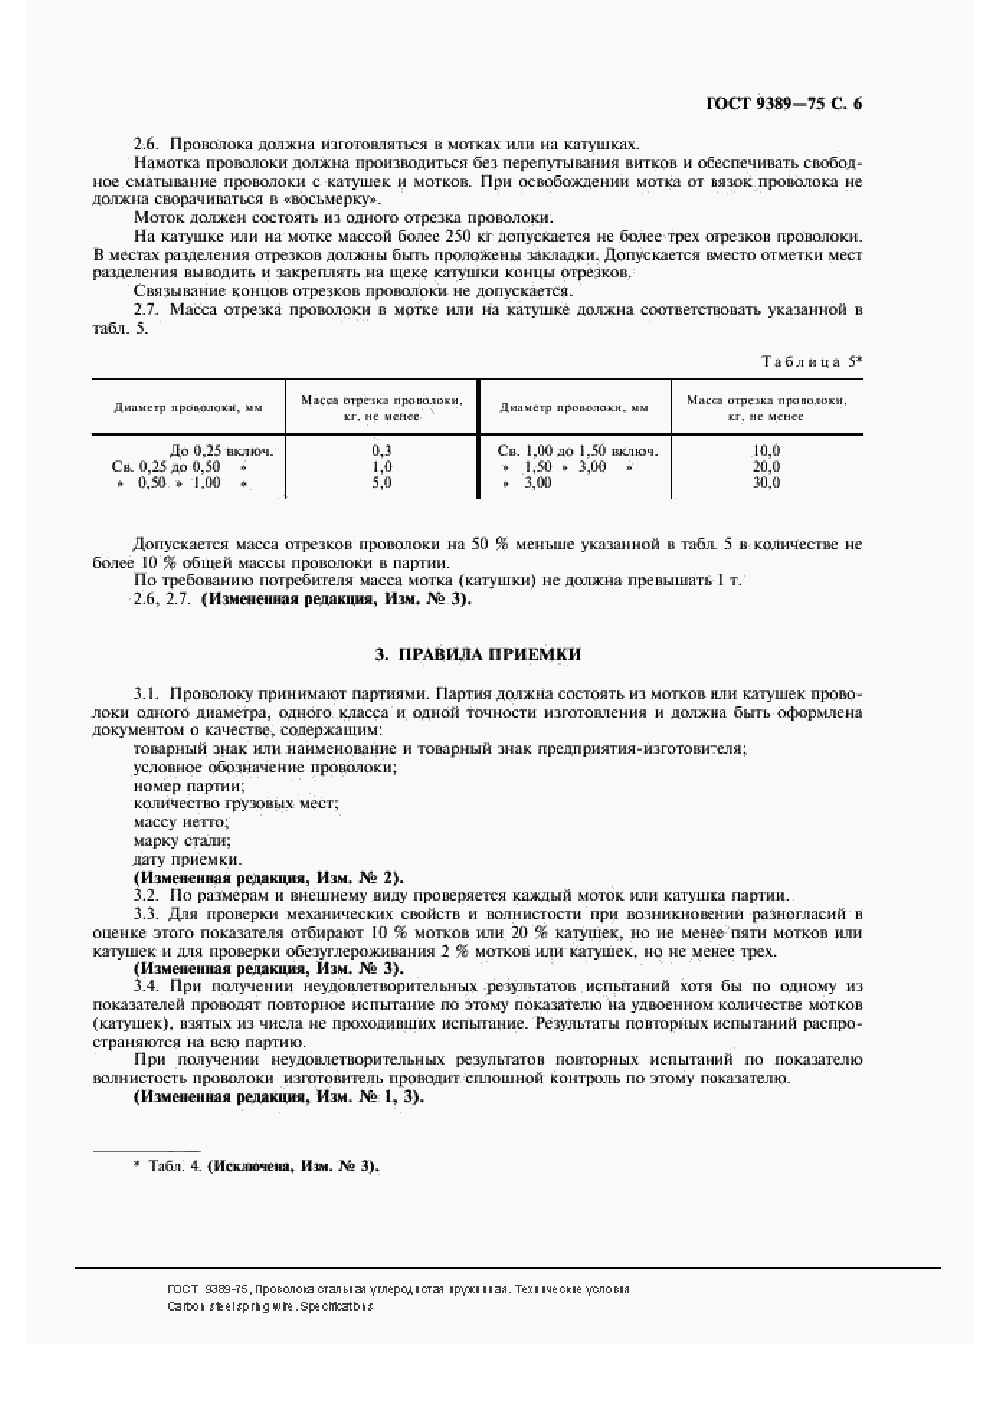 ГОСТ 9389—75 С. 6
2.6. Проволока должна изготовляться в мотках или на катушках.
Намотка проволоки должна производиться без перепутывания витков и обеспечивать свобод-
ное сматывание проволоки с катушек и мотков. При освобождении мотка от вязок проволока не
должна сворачиваться в «восьмерку».
Моток должен состоять из одного отрезка проволоки.
На катушке или на мотке массой более 250 кг допускается не более трех отрезков проволоки.
В местах разделения отрезков должны быть проложены закладки. Допускается вместо отметки мест
разделения выводить и закреплять на щеке катушки концы отрезков.
Связывание концов отрезков проволоки не допускается.
2.7. Масса отрезка проволоки в мотке или на катушке должна соответствовать указанной в
табл. 5.
Таблица 5*
Диаметр проволоки, мм | Масса отрезка проволоки, кг, не менее | Диаметр проволоки, мм | Масса отрезка проволоки, кг, не менее
До 0,25 включ. | 0,3 | Св. 1,00 до 1,50 включ. | 10,0
Св. 0,25 до 0,50 » | 1,0 | » 1,50 » 3,00 » | 20,0
» 0,50 » 1,00 » | 5,0 | » 3,00 | 30,0
Допускается масса отрезков проволоки на 50 % меньше указанной в табл. 5 в количестве не
более 10 % общей массы проволоки в партии.
По требованию потребителя масса мотка (катушки) не должна превышать 1 т.
2.6, 2.7. (Измененная редакция, Изм. № 3).
3. ПРАВИЛА ПРИЕМКИ
3.1. Проволоку принимают партиями. Партия должна состоять из мотков или катушек прово-
локи одного диаметра, одного класса и одной точности изготовления и должна быть оформлена
документом о качестве, содержащим:
товарный знак или наименование и товарный знак предприятия-изготовителя;
условное обозначение проволоки;
номер партии;
количество грузовых мест;
массу нетто;
марку стали;
дату приемки.
(Измененная редакция, Изм. № 2).
3.2. По размерам и внешнему виду проверяется каждый моток или катушка партии.
3.3. Для проверки механических свойств и волнистости при возникновении разногласий в
оценке этого показателя отбирают 10 % мотков или 20 % катушек, но не менее пяти мотков или
катушек и для проверки обезуглероживания 2 % мотков или катушек, но не менее трех.
(Измененная редакция, Изм. № 3).
3.4. При получении неудовлетворительных результатов испытаний хотя бы по одному из
показателей проводят повторное испытание по этому показателю на удвоенном количестве мотков
(катушек), взятых из числа не проходивших испытание. Результаты повторных испытаний распро-
страняются на всю партию.
При получении неудовлетворительных результатов повторных испытаний по показателю
волнистость проволоки изготовитель проводит сплошной контроль по этому показателю.
(Измененная редакция, Изм. № 1, 3).
* Табл. 4. (Исключена, Изм. № 3).
ГОСТ 9389-75, Проволока стальная углеродистая пружинная. Технические условия
Carbon steel spring wire. Specifications